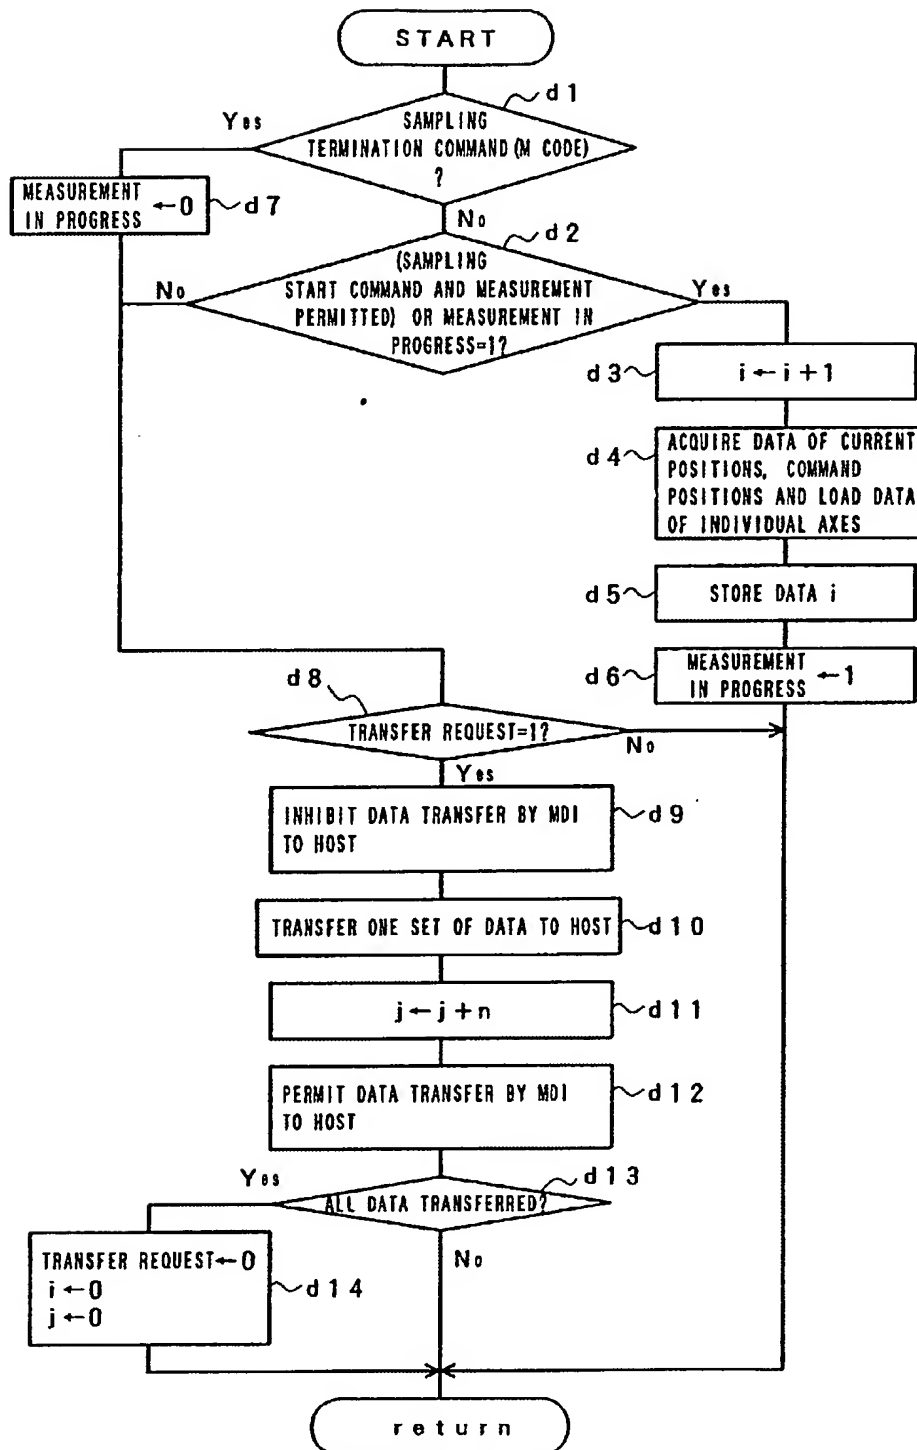 START
d1
Yes
SAMPLING
TERMINATION COMMAND (M CODE)
?
MEASUREMENT
IN PROGRESS ←0
d7
No
d2
(SAMPLING
START COMMAND AND MEASUREMENT
PERMITTED) OR MEASUREMENT IN
PROGRESS=1?
No
Yes
d3
i←i+1
d4
ACQUIRE DATA OF CURRENT
POSITIONS, COMMAND
POSITIONS AND LOAD DATA
OF INDIVIDUAL AXES
d5
STORE DATA i
d6
MEASUREMENT
IN PROGRESS ←1
d8
TRANSFER REQUEST=1?
No
Yes
INHIBIT DATA TRANSFER BY MDI
TO HOST
d9
TRANSFER ONE SET OF DATA TO HOST
d10
j←j+n
d11
PERMIT DATA TRANSFER BY MDI
TO HOST
d12
Yes
d13
ALL DATA TRANSFERRED?
No
TRANSFER REQUEST←0
i←0
j←0
d14
return